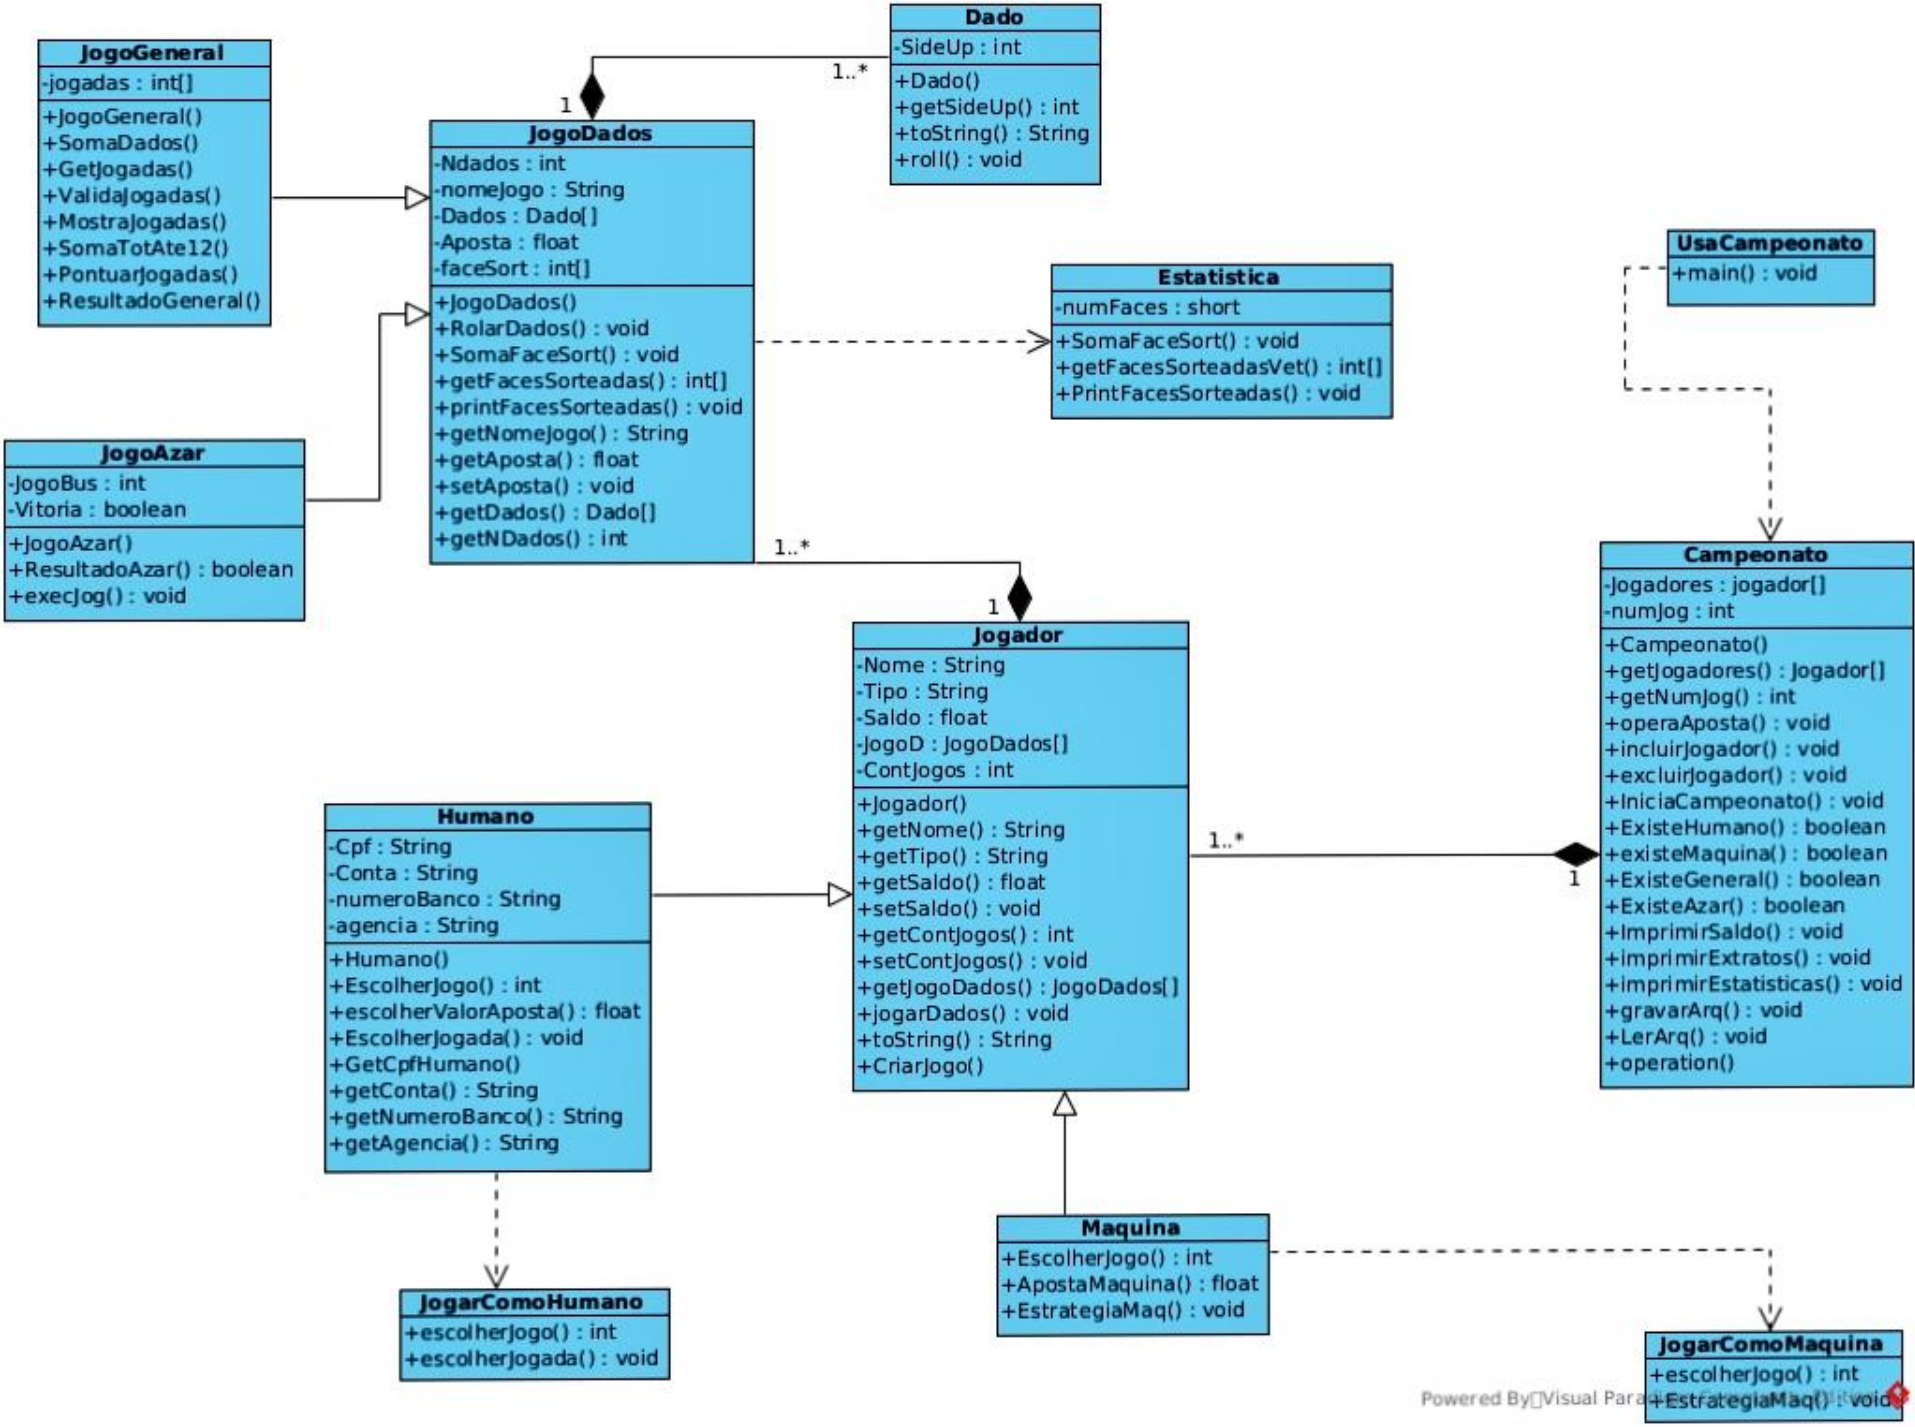 JogoGeneral
-jogadas : int[]
+JogoGeneral()
+SomaDados()
+GetJogadas()
+ValidaJogadas()
+MostraJogadas()
+SomaTotAte12()
+PontuarJogadas()
+ResultadoGeneral()
Dado
-SideUp : int
+Dado()
+getSideUp() : int
+toString() : String
+roll() : void
1..*
1
JogoDados
-Ndados : int
-nomeJogo : String
-Dados : Dado[]
-Aposta : float
-faceSort : int[]
+JogoDados()
+RolarDados() : void
+SomaFaceSort() : void
+getFacesSorteadas() : int[]
+printFacesSorteadas() : void
+getNomeJogo() : String
+getAposta() : float
+setAposta() : void
+getDados() : Dado[]
+getNDados() : int
UsaCampeonato
+main() : void
Estatistica
-numFaces : short
+SomaFaceSort() : void
+getFacesSorteadasVet() : int[]
+PrintFacesSorteadas() : void
JogoAzar
-JogoBus : int
-Vitoria : boolean
+JogoAzar()
+ResultadoAzar() : boolean
+execJog() : void
1..*
1
Jogador
-Nome : String
-Tipo : String
-Saldo : float
-JogoD : JogoDados[]
-ContJogos : int
+Jogador()
+getNome() : String
+getTipo() : String
+getSaldo() : float
+setSaldo() : void
+getContJogos() : int
+setContJogos() : void
+getJogoDados() : JogoDados[]
+jogarDados() : void
+toString() : String
+CriarJogo()
Campeonato
-Jogadores : jogador[]
-numJog : int
+Campeonato()
+getJogadores() : Jogador[]
+getNumJog() : int
+operaAposta() : void
+incluirJogador() : void
+excluirJogador() : void
+IniciaCampeonato() : void
+ExisteHumano() : boolean
+existeMaquina() : boolean
+ExisteGeneral() : boolean
+ExisteAzar() : boolean
+ImprimirSaldo() : void
+imprimirExtratos() : void
+imprimirEstatisticas() : void
+gravarArq() : void
+LerArq() : void
+operation()
1..*
1
Humano
-Cpf : String
-Conta : String
-numeroBanco : String
-agencia : String
+Humano()
+EscolherJogo() : int
+escolherValorAposta() : float
+EscolherJogada() : void
+GetCpfHumano()
+getConta() : String
+getNumeroBanco() : String
+getAgencia() : String
Maquina
+EscolherJogo() : int
+ApostaMaquina() : float
+EstrategiaMaq() : void
JogarComoHumano
+escolherJogo() : int
+escolherJogada() : void
JogarComoMaquina
+escolherJogo() : int
+EstrategiaMaq() : void
Powered By Visual